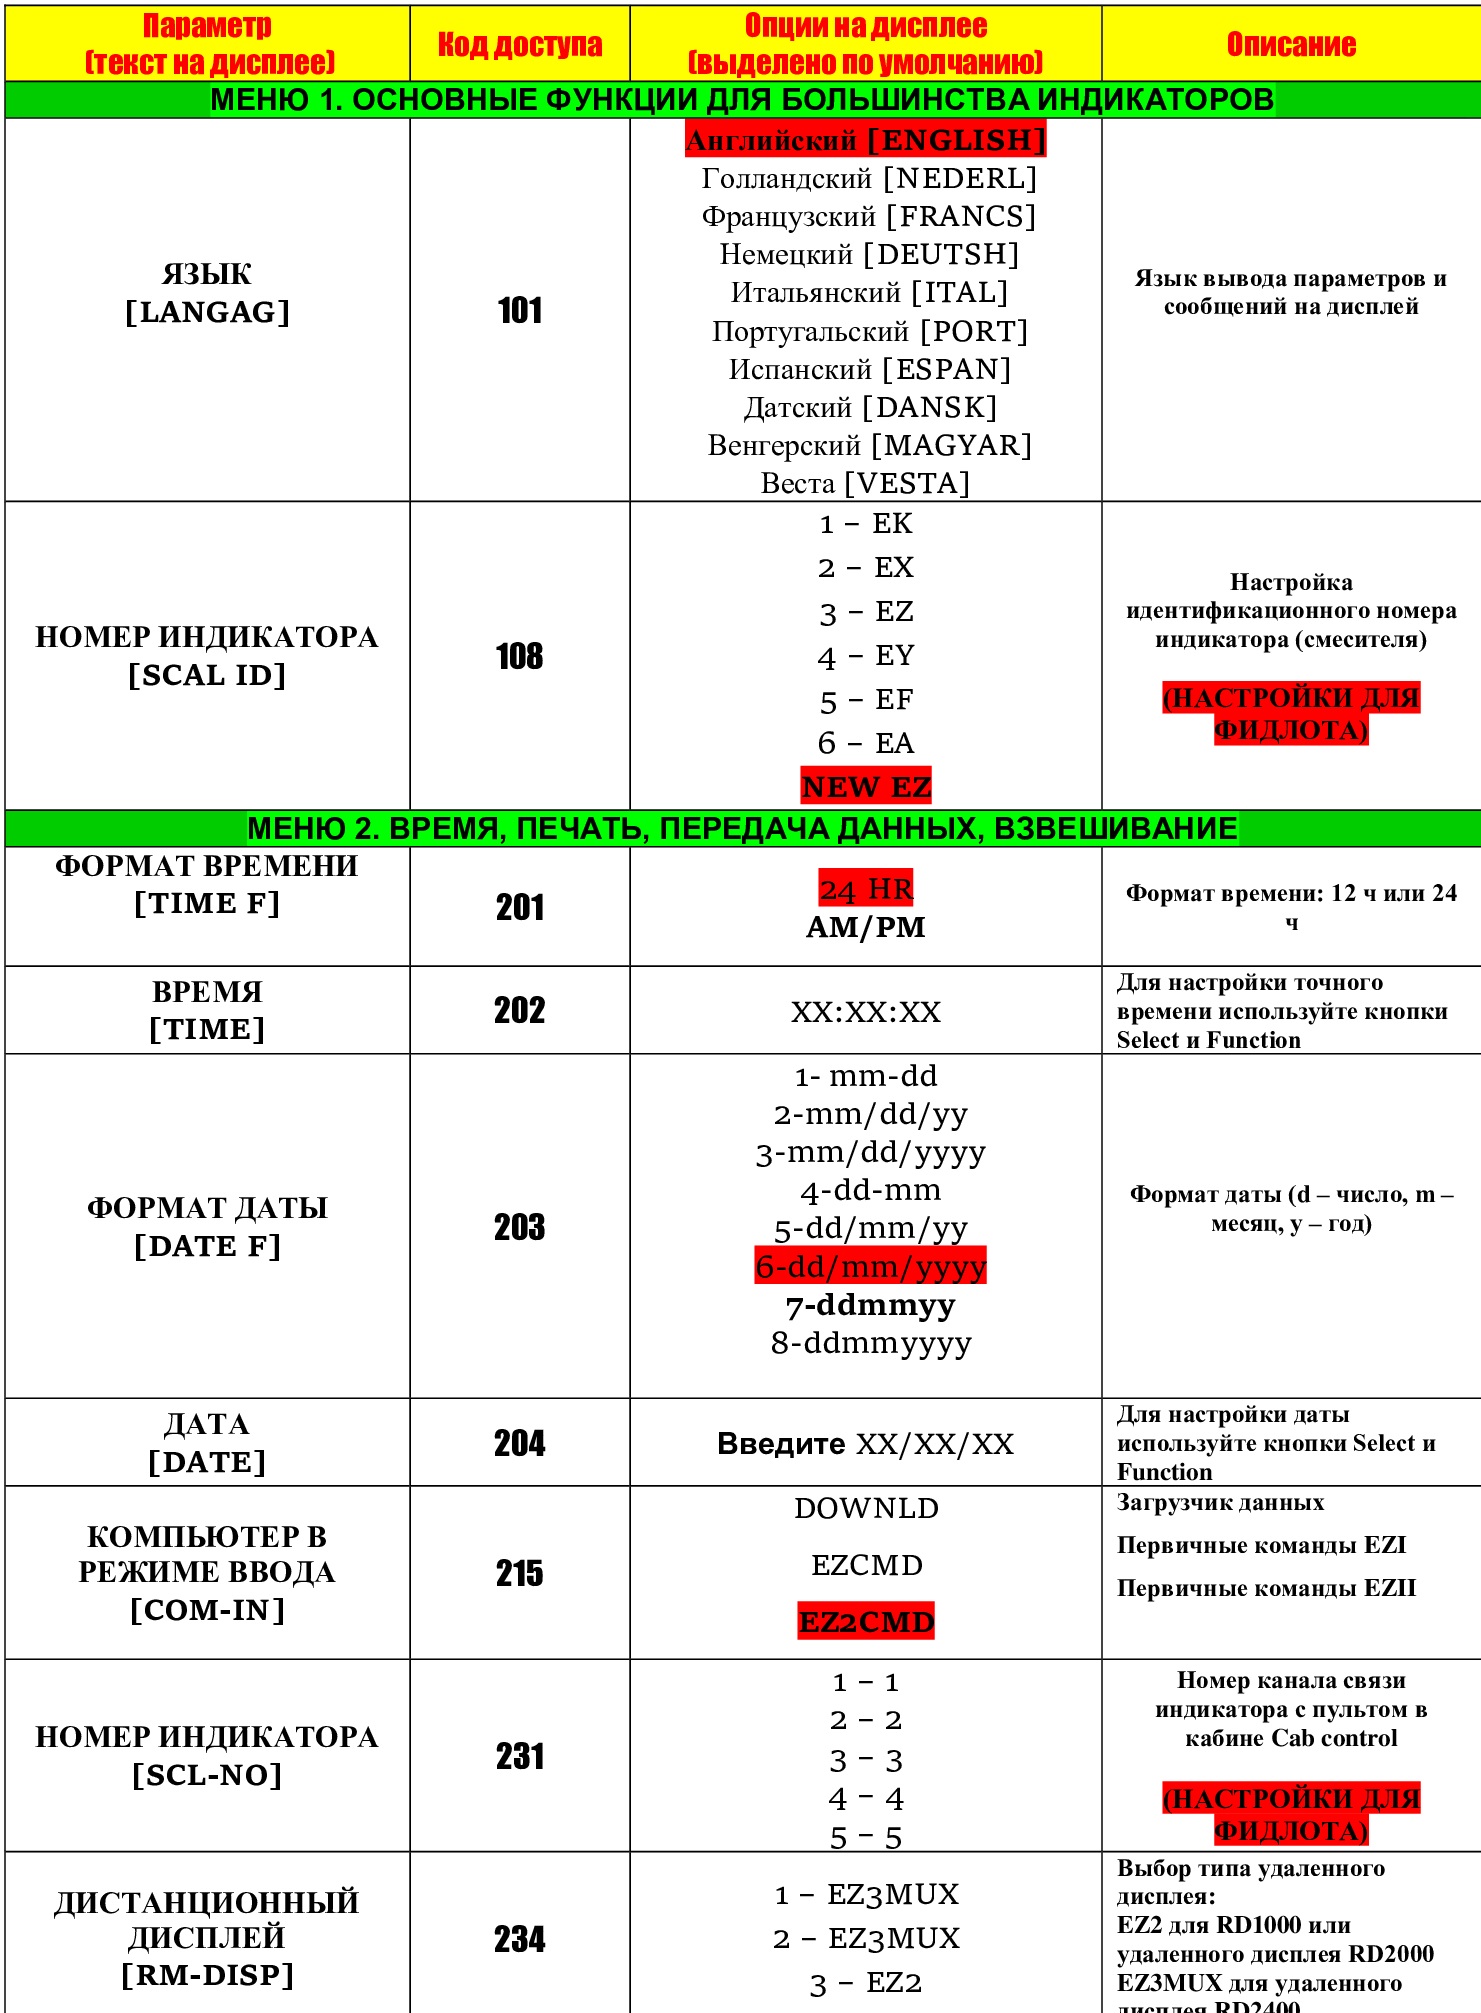 Параметр
(текст на дисплее)
Код доступа
Опции на дисплее
(выделено по умолчанию)
Описание
МЕНЮ 1. ОСНОВНЫЕ ФУНКЦИИ ДЛЯ БОЛЬШИНСТВА ИНДИКАТОРОВ
ЯЗЫК
[LANGAG]
101
Английский [ENGLISH]
Голландский [NEDERL]
Французский [FRANCS]
Немецкий [DEUTSH]
Итальянский [ITAL]
Португальский [PORT]
Испанский [ESPAN]
Датский [DANSK]
Венгерский [MAGYAR]
Веста [VESTA]
Язык вывода параметров и
сообщений на дисплей
НОМЕР ИНДИКАТОРА
[SCAL ID]
108
1 – EK
2 – EX
3 – EZ
4 – EY
5 – EF
6 – EA
NEW EZ
Настройка
идентификационного номера
индикатора (смесителя)
(НАСТРОЙКИ ДЛЯ
ФИДЛОТА)
МЕНЮ 2. ВРЕМЯ, ПЕЧАТЬ, ПЕРЕДАЧА ДАННЫХ, ВЗВЕШИВАНИЕ
ФОРМАТ ВРЕМЕНИ
[TIME F]
201
24 HR
AM/PM
Формат времени: 12 ч или 24
ч
ВРЕМЯ
[TIME]
202
XX:XX:XX
Для настройки точного
времени используйте кнопки
Select и Function
ФОРМАТ ДАТЫ
[DATE F]
203
1- mm-dd
2-mm/dd/yy
3-mm/dd/yyyy
4-dd-mm
5-dd/mm/yy
6-dd/mm/yyyy
7-ddmmyy
8-ddmmyyyy
Формат даты (d – число, m –
месяц, y – год)
ДАТА
[DATE]
204
Введите XX/XX/XX
Для настройки даты
используйте кнопки Select и
Function
КОМПЬЮТЕР В
РЕЖИМЕ ВВОДА
[COM-IN]
215
DOWNLD
EZCMD
EZ2CMD
Загрузчик данных
Первичные команды EZI
Первичные команды EZII
НОМЕР ИНДИКАТОРА
[SCL-NO]
231
1 – 1
2 – 2
3 – 3
4 – 4
5 – 5
Номер канала связи
индикатора с пультом в
кабине Cab control
(НАСТРОЙКИ ДЛЯ
ФИДЛОТА)
ДИСТАНЦИОННЫЙ
ДИСПЛЕЙ
[RM-DISP]
234
1 – EZ3MUX
2 – EZ3MUX
3 – EZ2
Выбор типа удаленного
дисплея:
EZ2 для RD1000 или
удаленного дисплея RD2000
EZ3MUX для удаленного
дисплея RD2400